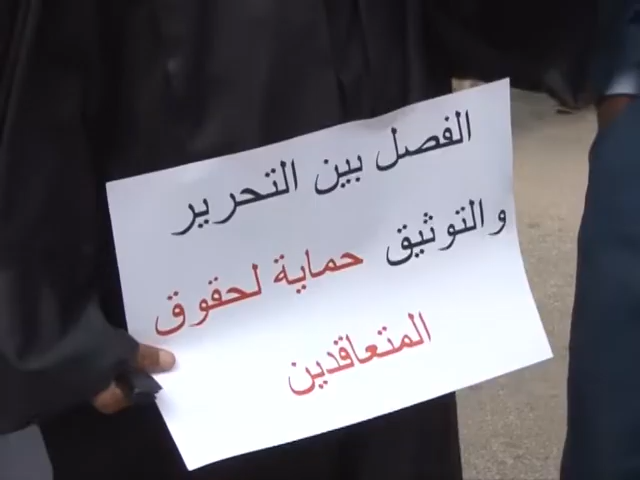 الفصل بين التحرير
والتوثيق حماية لحقوق
المتعاقدين